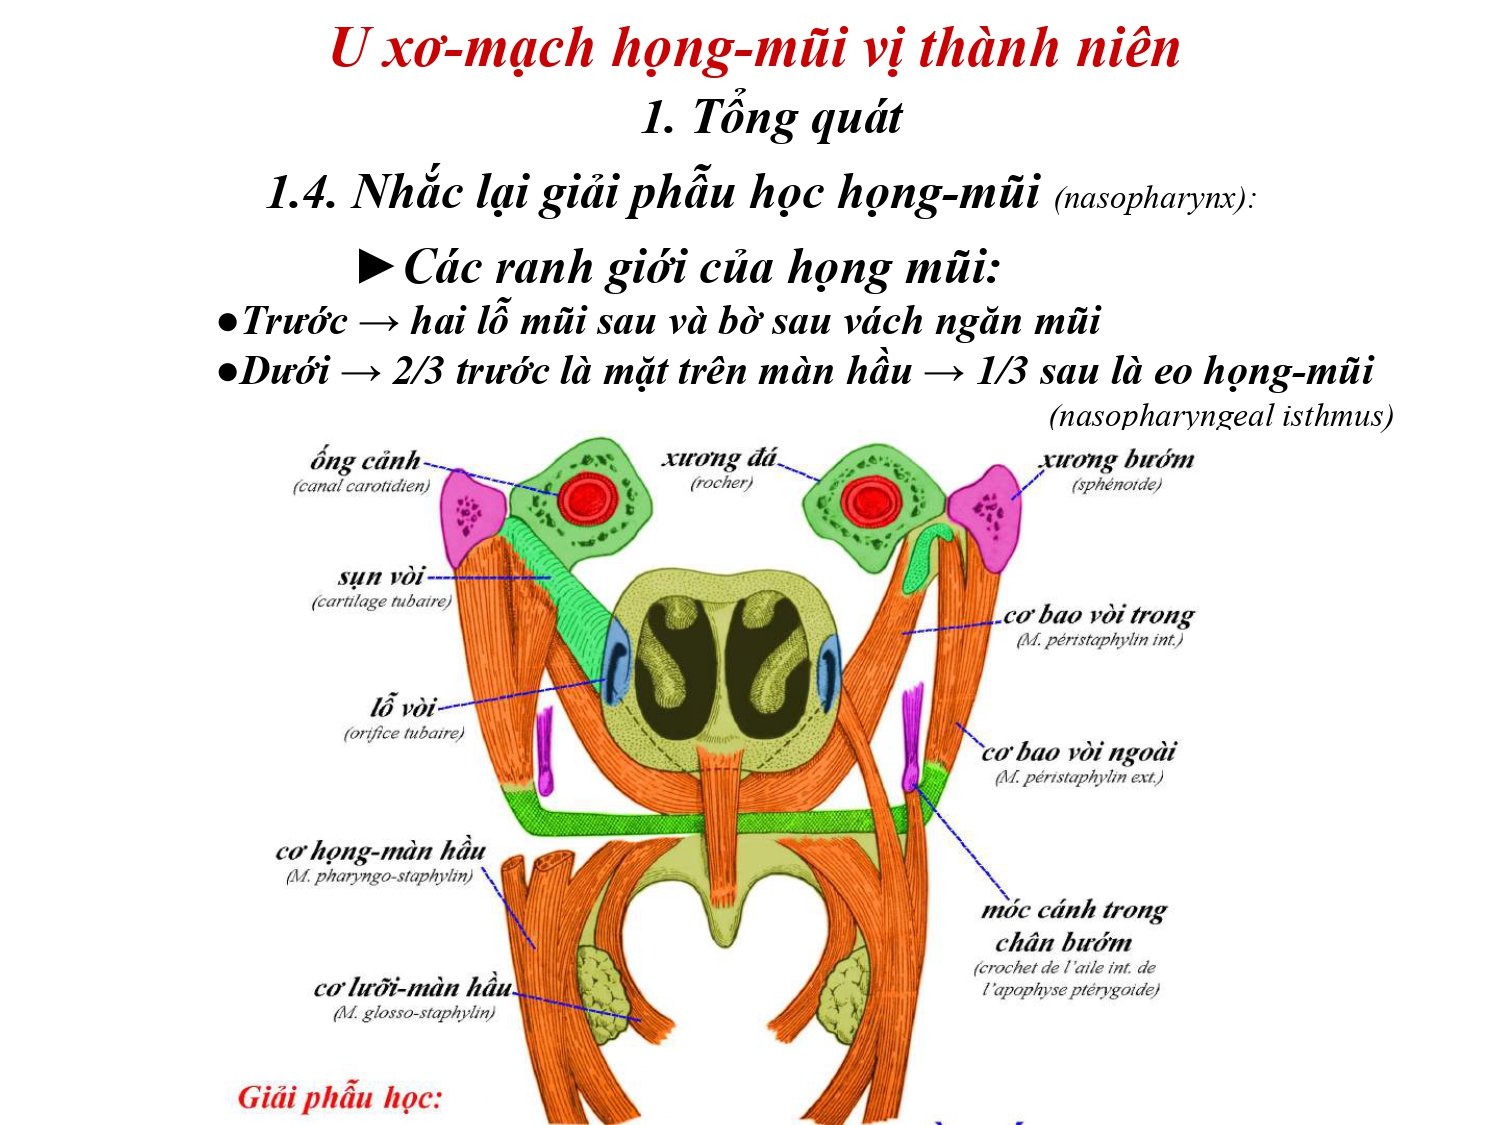 U xơ-mạch họng-mũi vị thành niên
1. Tổng quát
1.4. Nhắc lại giải phẫu học họng-mũi (nasopharynx):
►Các ranh giới của họng mũi:
●Trước → hai lỗ mũi sau và bờ sau vách ngăn mũi
●Dưới → 2/3 trước là mặt trên màn hầu → 1/3 sau là eo họng-mũi
(nasopharyngeal isthmus)
ống cảnh
(canal carotidien)
xương đá
(rocher)
xương bướm
(sphénoide)
sụn vòi
(cartilage tubaire)
cơ bao vòi trong
(M. péristaphylin int.)
lỗ vòi
(orifice tubaire)
cơ bao vòi ngoài
(M. péristaphylin ext.)
cơ họng-màn hầu
(M. pharyngo-staphylin)
móc cánh trong
chân bướm
(crochet de l'aile int. de
l'apophyse ptérygoide)
cơ lưỡi-màn hầu
(M. glosso-staphylin)
Giải phẫu học: